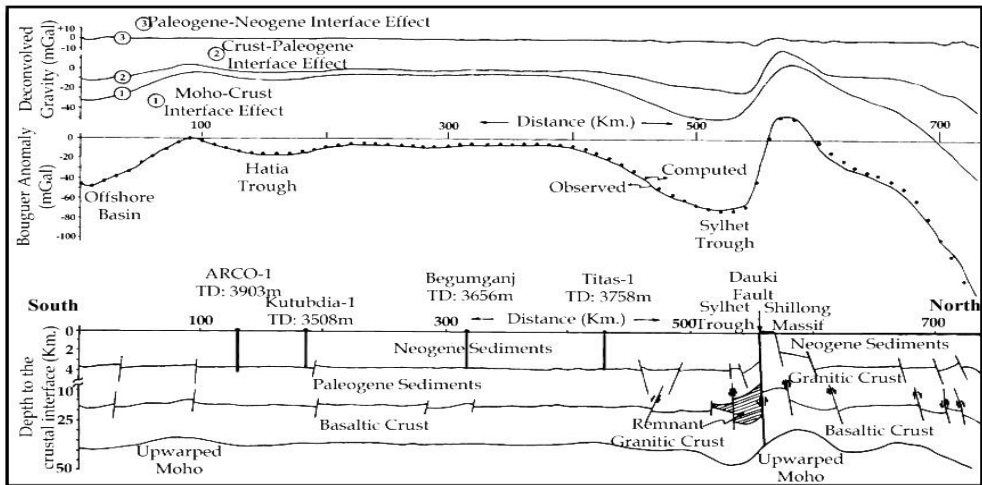 ③ Paleogene-Neogene Interface Effect
② Crust-Paleogene
Interface Effect
Moho-Crust
① Interface Effect
Deconvolved
Gravity (mGal)
+10
0
-10
0
-20
-40
③
②
①
100
300
Distance (Km.)
500
700
Bouguer Anomaly
(mGal)
0
-20
-40
-60
-80
-100
Offshore
Basin
Hatia
Trough
Observed
Computed
Sylhet
Trough
ARCO-1
TD: 3903m
Kutubdia-1
TD: 3508m
Begumganj
TD: 3656m
Titas-1
TD: 3758m
Dauki
Fault
Sylhet
Trough
Shillong
Massif
South
North
100
300
Distance (Km.)
500
700
Depth to the
crustal Interface (Km.)
0
2
4
10
25
50
Neogene Sediments
Neogene Sediments
Paleogene Sediments
Granitic Crust
Basaltic Crust
Remnant
Granitic Crust
Basaltic Crust
Upwarped
Moho
Upwarped
Moho